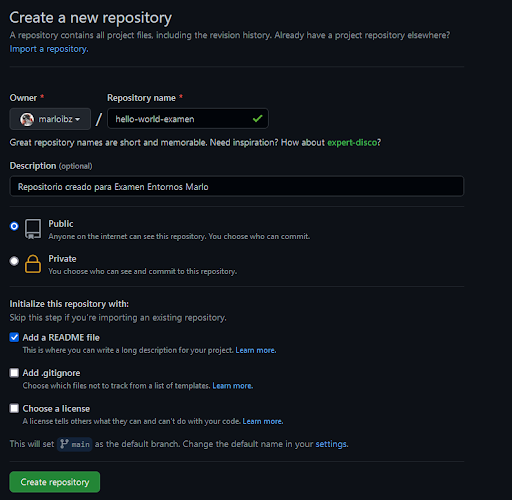 Create a new repository
A repository contains all project files, including the revision history. Already have a project repository elsewhere?
Import a repository.
Owner * Repository name *
marloibz / hello-world-examen
Great repository names are short and memorable. Need inspiration? How about expert-disco?
Description (optional)
Repositorio creado para Examen Entornos Marlo
Public
Anyone on the internet can see this repository. You choose who can commit.
Private
You choose who can see and commit to this repository.
Initialize this repository with:
Skip this step if you're importing an existing repository.
Add a README file
This is where you can write a long description for your project. Learn more.
Add .gitignore
Choose which files not to track from a list of templates. Learn more.
Choose a license
A license tells others what they can and can't do with your code. Learn more.
This will set main as the default branch. Change the default name in your settings.
Create repository